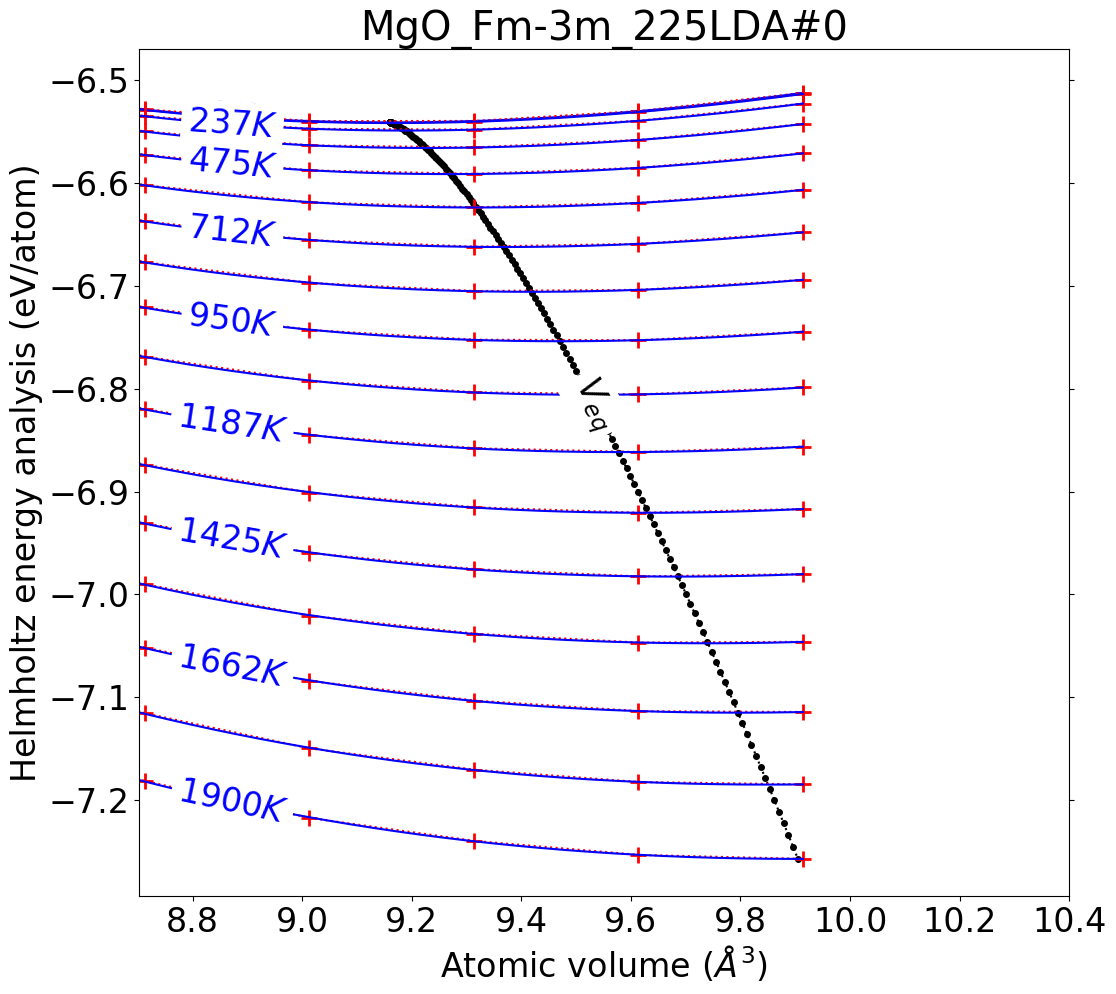 MgO_Fm-3m_225LDA#0
Helmholtz energy analysis (eV/atom)
−6.5
−6.6
−6.7
−6.8
−6.9
−7.0
−7.1
−7.2
237K
475K
712K
950K
1187K
1425K
1662K
1900K
V_eq
8.8 9.0 9.2 9.4 9.6 9.8 10.0 10.2 10.4
Atomic volume (Å³)